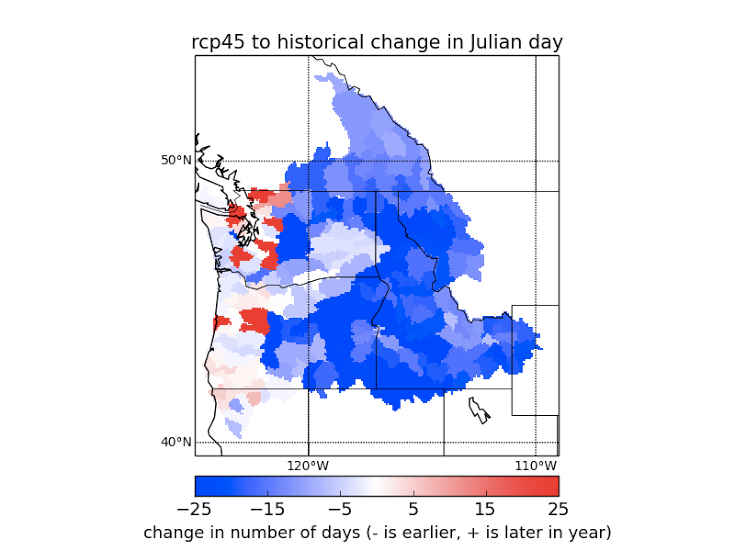 rcp45 to historical change in Julian day
50°N
40°N
120°W 110°W
−25 −15 −5 5 15 25
change in number of days (- is earlier, + is later in year)